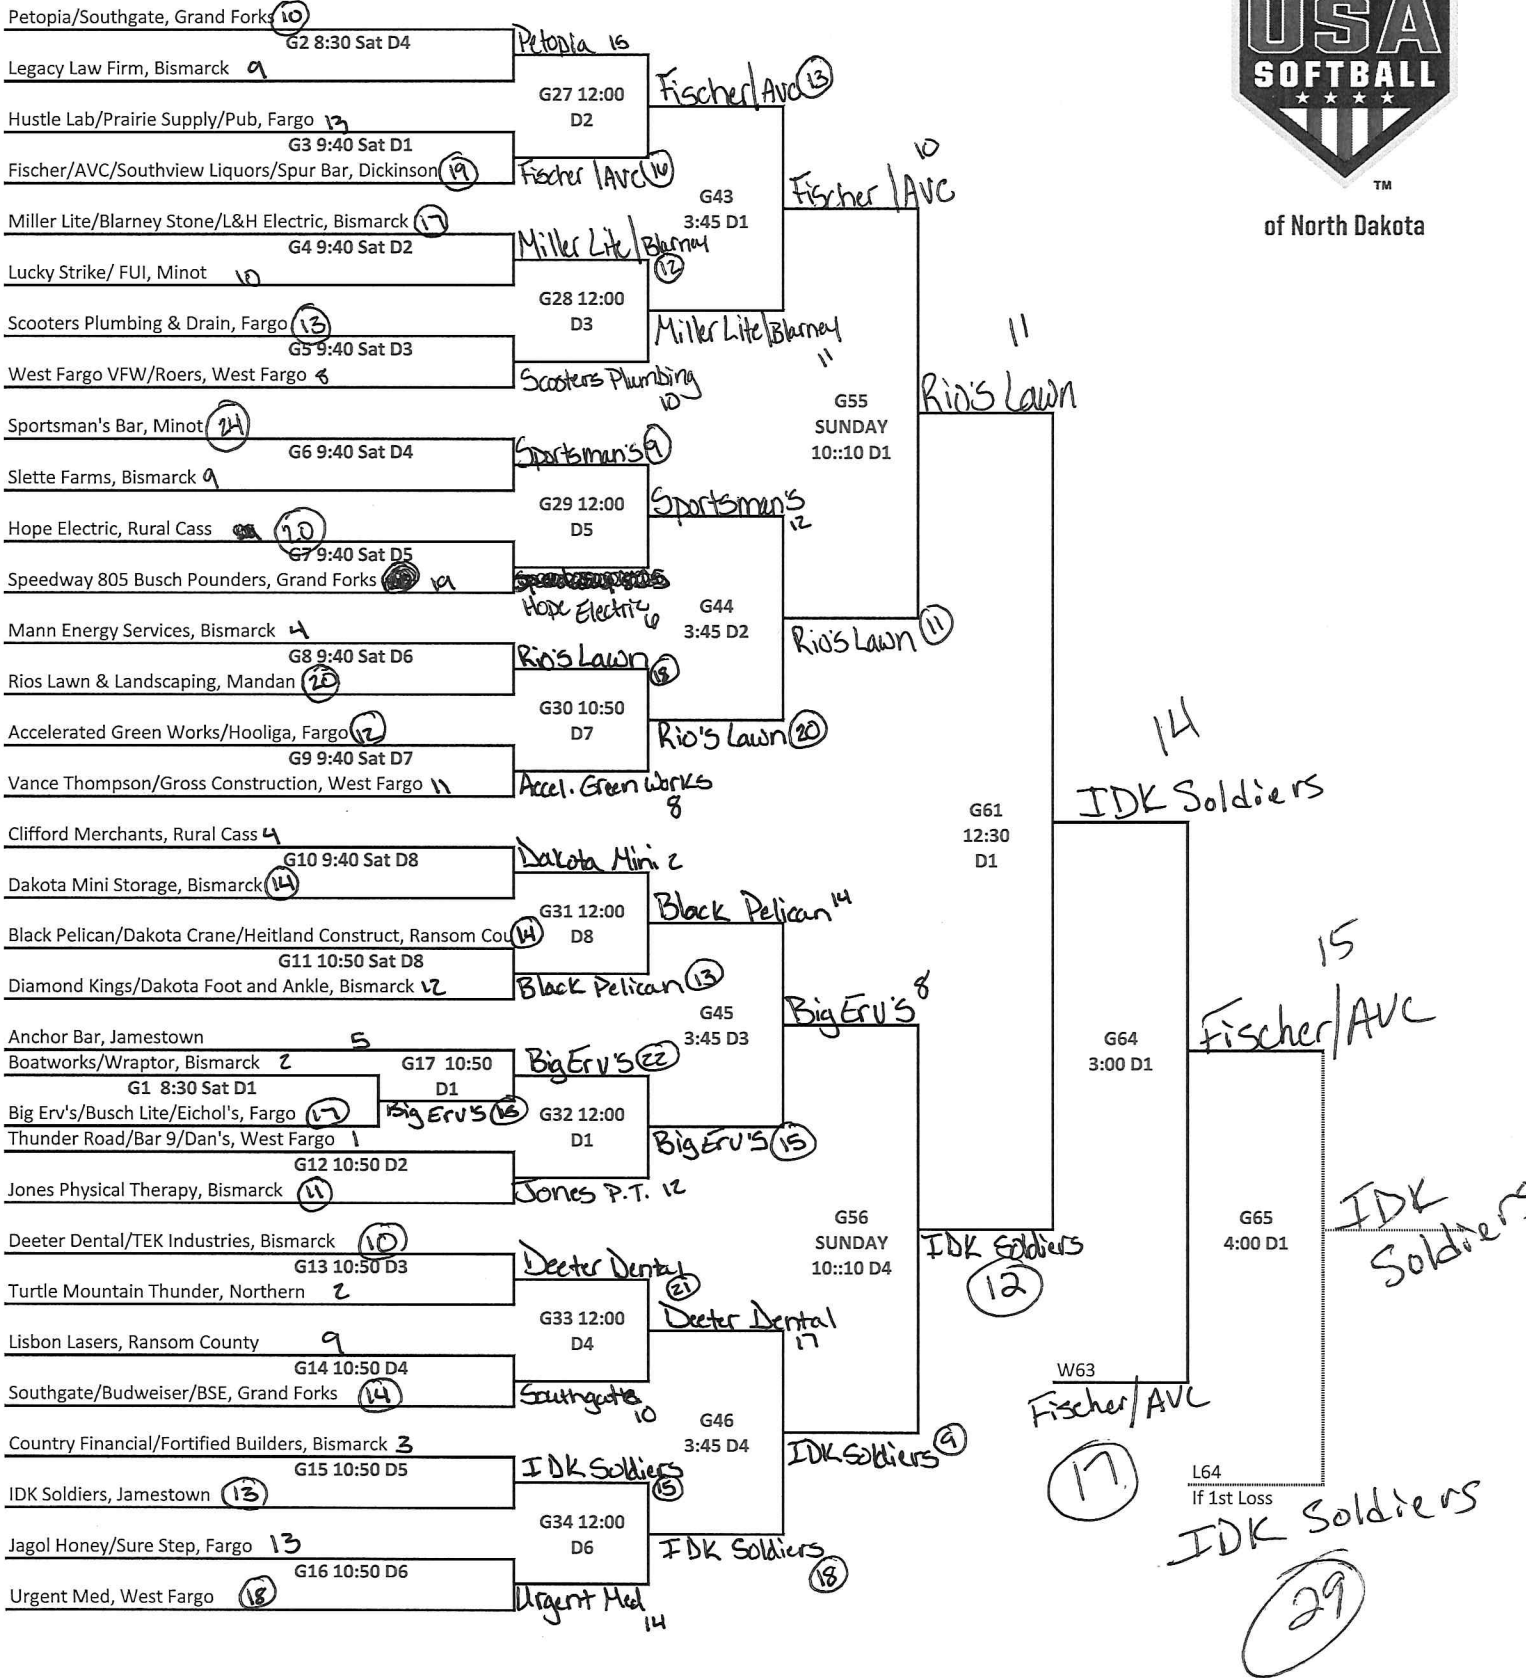 USA
SOFTBALL
TM
of North Dakota
Petopia/Southgate, Grand Forks 10
G2 8:30 Sat D4
Legacy Law Firm, Bismarck 9
Hustle Lab/Prairie Supply/Pub, Fargo 13
G3 9:40 Sat D1
Fischer/AVC/Southview Liquors/Spur Bar, Dickinson 19
Miller Lite/Blarney Stone/L&H Electric, Bismarck 17
G4 9:40 Sat D2
Lucky Strike/ FUI, Minot 10
Scooters Plumbing & Drain, Fargo 13
G5 9:40 Sat D3
West Fargo VFW/Roers, West Fargo 8
Sportsman's Bar, Minot 24
G6 9:40 Sat D4
Slette Farms, Bismarck 9
Hope Electric, Rural Cass 20
G7 9:40 Sat D5
Speedway 805 Busch Pounders, Grand Forks 19
Mann Energy Services, Bismarck 4
G8 9:40 Sat D6
Rios Lawn & Landscaping, Mandan 20
Accelerated Green Works/Hooliga, Fargo 12
G9 9:40 Sat D7
Vance Thompson/Gross Construction, West Fargo 11
Clifford Merchants, Rural Cass 4
G10 9:40 Sat D8
Dakota Mini Storage, Bismarck 14
Black Pelican/Dakota Crane/Heitland Construct, Ransom Cou 14
G11 10:50 Sat D8
Diamond Kings/Dakota Foot and Ankle, Bismarck 12
Anchor Bar, Jamestown 5
Boatworks/Wraptor, Bismarck 2
G1 8:30 Sat D1
Big Erv's/Busch Lite/Eichol's, Fargo 17
G17 10:50
D1
Big Erv's 15
Thunder Road/Bar 9/Dan's, West Fargo 1
G12 10:50 D2
Jones Physical Therapy, Bismarck 11
Deeter Dental/TEK Industries, Bismarck 10
G13 10:50 D3
Turtle Mountain Thunder, Northern 2
Lisbon Lasers, Ransom County 9
G14 10:50 D4
Southgate/Budweiser/BSE, Grand Forks 14
Country Financial/Fortified Builders, Bismarck 3
G15 10:50 D5
IDK Soldiers, Jamestown 13
Jagol Honey/Sure Step, Fargo 13
G16 10:50 D6
Urgent Med, West Fargo 18
Petopia 15
G27 12:00
D2
Fischer/AVC 16
Miller Lite/Blarney
12
G28 12:00
D3
Scooters Plumbing
10
Sportsman's 9
G29 12:00
D5
Hope Electric 6
Rio's Lawn 18
G30 10:50
D7
Accel. Green Works
8
Dakota Mini 2
G31 12:00
D8
Black Pelican 13
Big Erv's 22
G32 12:00
D1
Jones P.T. 12
Deeter Dental
21
G33 12:00
D4
Southgate
10
IDK Soldiers
15
G34 12:00
D6
Urgent Med
14
Fischer/AVC 13
G43
3:45 D1
Miller Lite/Blarney
11
Sportsman's
12
G44
3:45 D2
Rio's Lawn 20
Black Pelican 14
G45
3:45 D3
Big Erv's 15
Deeter Dental
17
G46
3:45 D4
IDK Soldiers
18
10
Fischer/AVC
G55
SUNDAY
10::10 D1
Rio's Lawn 11
Big Erv's 8
G56
SUNDAY
10::10 D4
IDK Soldiers 9
11
Rio's Lawn
G61
12:30
D1
IDK Soldiers
12
14
IDK Soldiers
G64
3:00 D1
W63
Fischer/AVC
17
15
Fischer/AVC
G65
4:00 D1
L64
If 1st Loss
IDK Soldiers
29
IDK
Soldiers